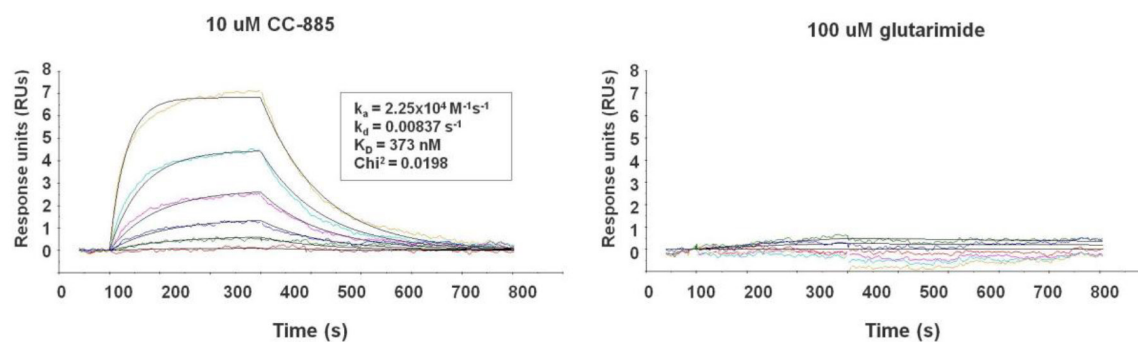 10 uM CC-885
Response units (RUs)
8
7
6
5
4
3
2
1
0
kₐ = 2.25x10⁴ M⁻¹s⁻¹
k_d = 0.00837 s⁻¹
K_D = 373 nM
Chi² = 0.0198
0 100 200 300 400 500 600 700 800
Time (s)
100 uM glutarimide
Response units (RUs)
8
7
6
5
4
3
2
1
0
0 100 200 300 400 500 600 700 800
Time (s)